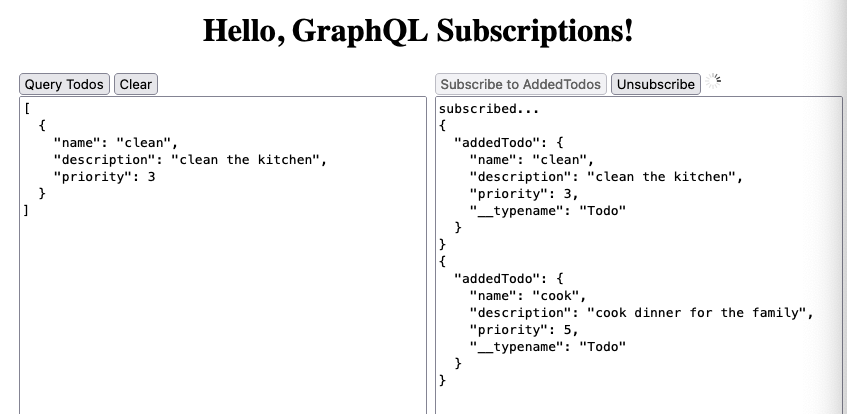 Hello, GraphQL Subscriptions!
Query Todos Clear
[
  {
    "name": "clean",
    "description": "clean the kitchen",
    "priority": 3
  }
]
Subscribe to AddedTodos Unsubscribe
subscribed...
{
  "addedTodo": {
    "name": "clean",
    "description": "clean the kitchen",
    "priority": 3,
    "__typename": "Todo"
  }
}
{
  "addedTodo": {
    "name": "cook",
    "description": "cook dinner for the family",
    "priority": 5,
    "__typename": "Todo"
  }
}